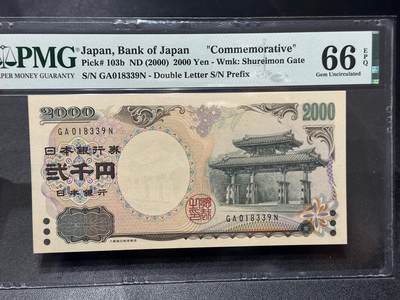 PMG
PAPER MONEY GUARANTY
Japan, Bank of Japan "Commemorative"
Pick# 103b ND (2000) 2000 Yen - Wmk: Shureimon Gate
S/N GA018339N - Double Letter S/N Prefix
66 EPQ
Gem Uncirculated
2000
2000
GA018339N
日本銀行券
弐千円
日本銀行
GA018339N